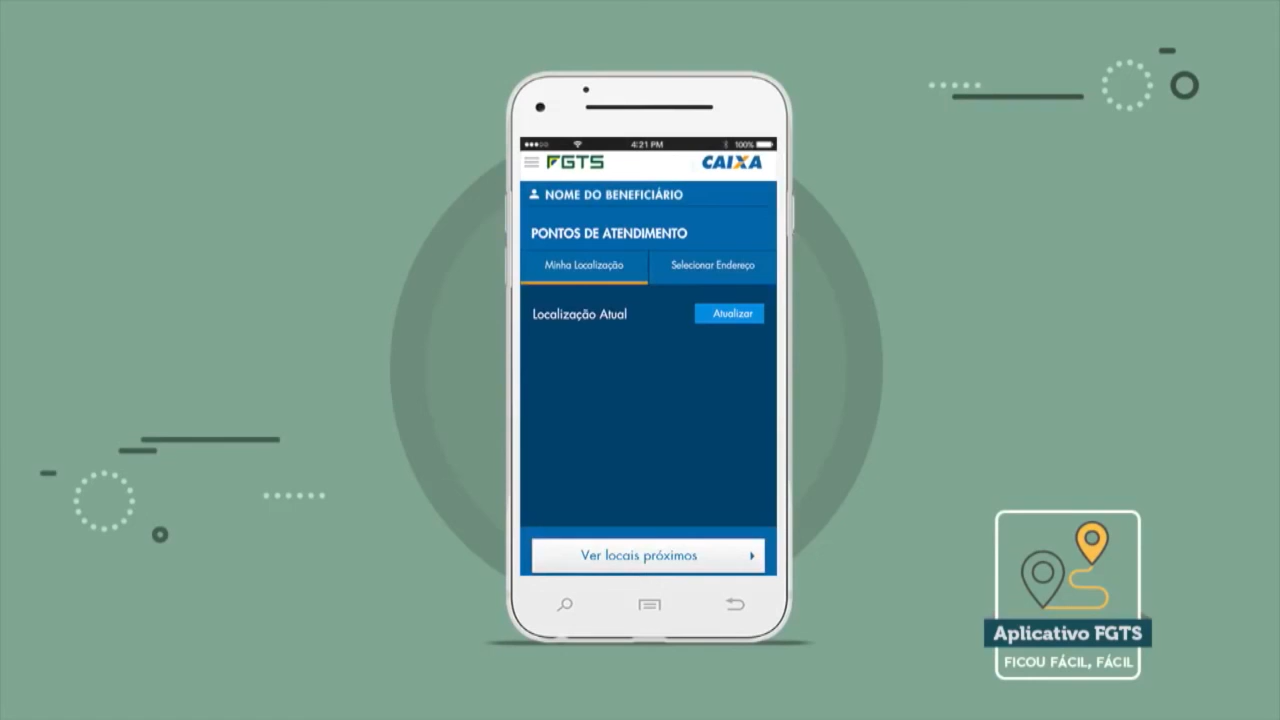 4:21 PM
100%
FGTS
CAIXA
NOME DO BENEFICIÁRIO
PONTOS DE ATENDIMENTO
Minha Localização
Selecionar Endereço
Localização Atual
Atualizar
Ver locais próximos
Aplicativo FGTS
FICOU FÁCIL, FÁCIL